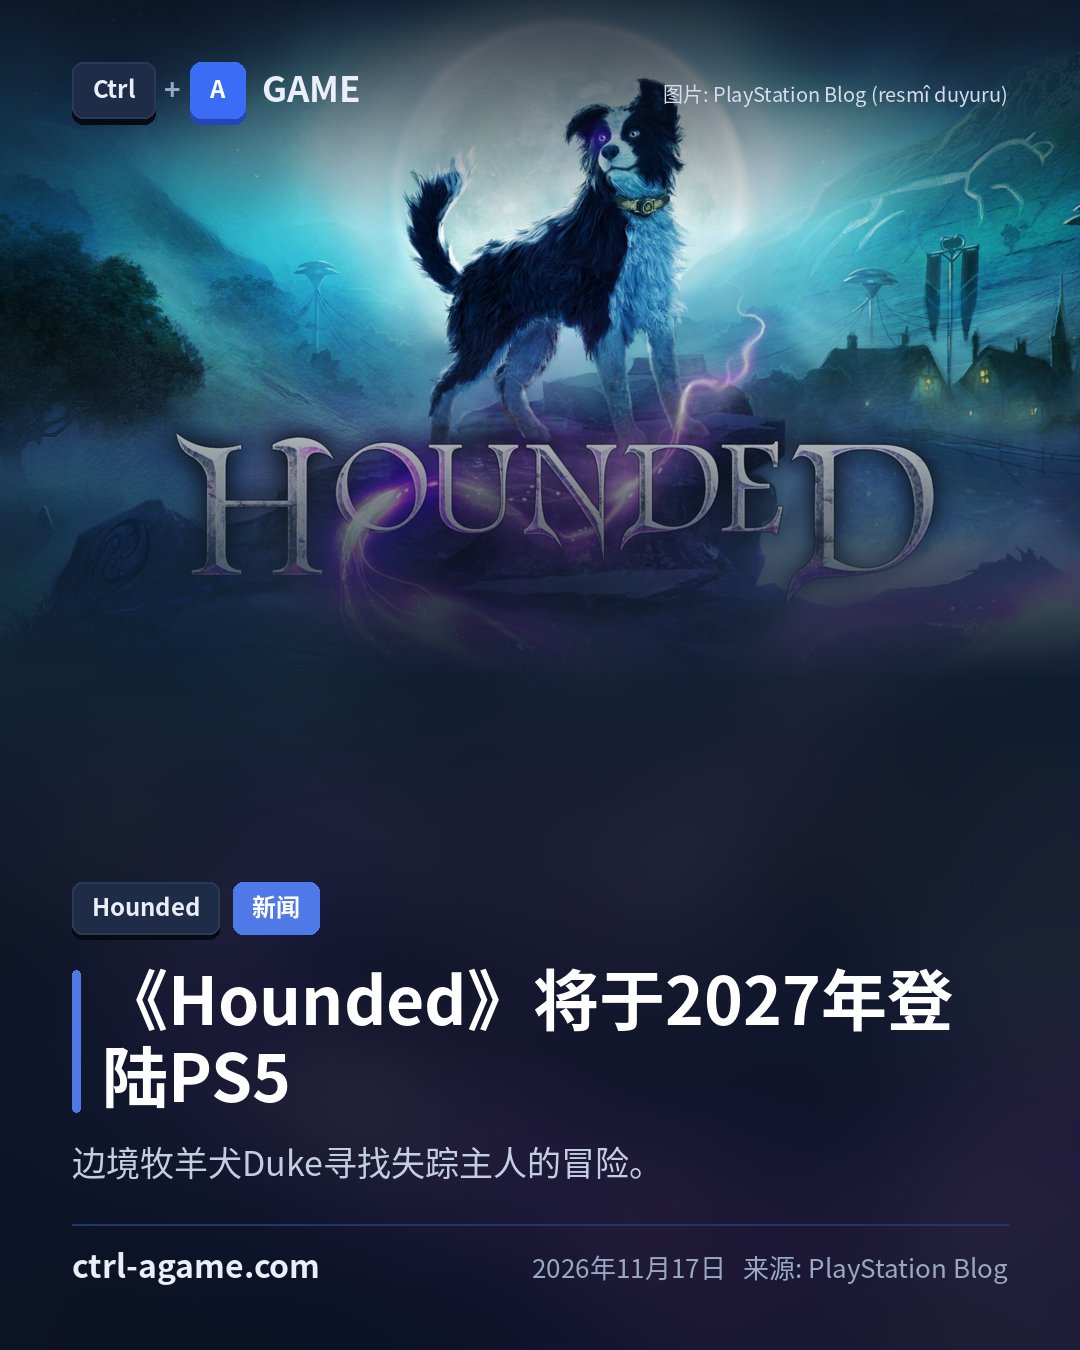 Ctrl + A GAME
图片: PlayStation Blog (resmî duyuru)
HOUNDED
Hounded 新闻
《Hounded》将于2027年登
陆PS5
边境牧羊犬Duke寻找失踪主人的冒险。
ctrl-agame.com
2026年11月17日 来源: PlayStation Blog